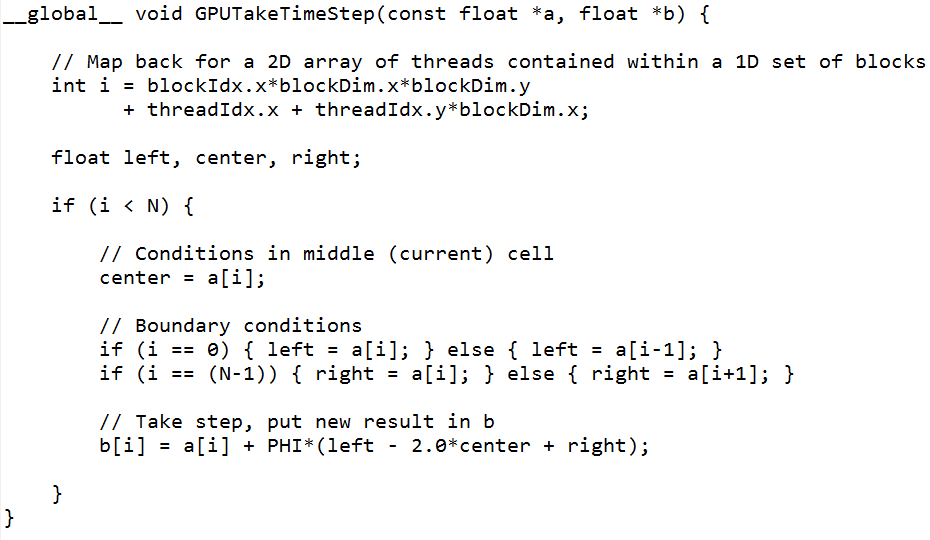 __global__ void GPUTakeTimeStep(const float *a, float *b) {
// Map back for a 2D array of threads contained within a 1D set of blocks
int i = blockIdx.x*blockDim.x*blockDim.y
+ threadIdx.x + threadIdx.y*blockDim.x;
float left, center, right;
if (i < N) {
// Conditions in middle (current) cell
center = a[i];
// Boundary conditions
if (i == 0) { left = a[i]; } else { left = a[i-1]; }
if (i == (N-1)) { right = a[i]; } else { right = a[i+1]; }
// Take step, put new result in b
b[i] = a[i] + PHI*(left - 2.0*center + right);
}
}